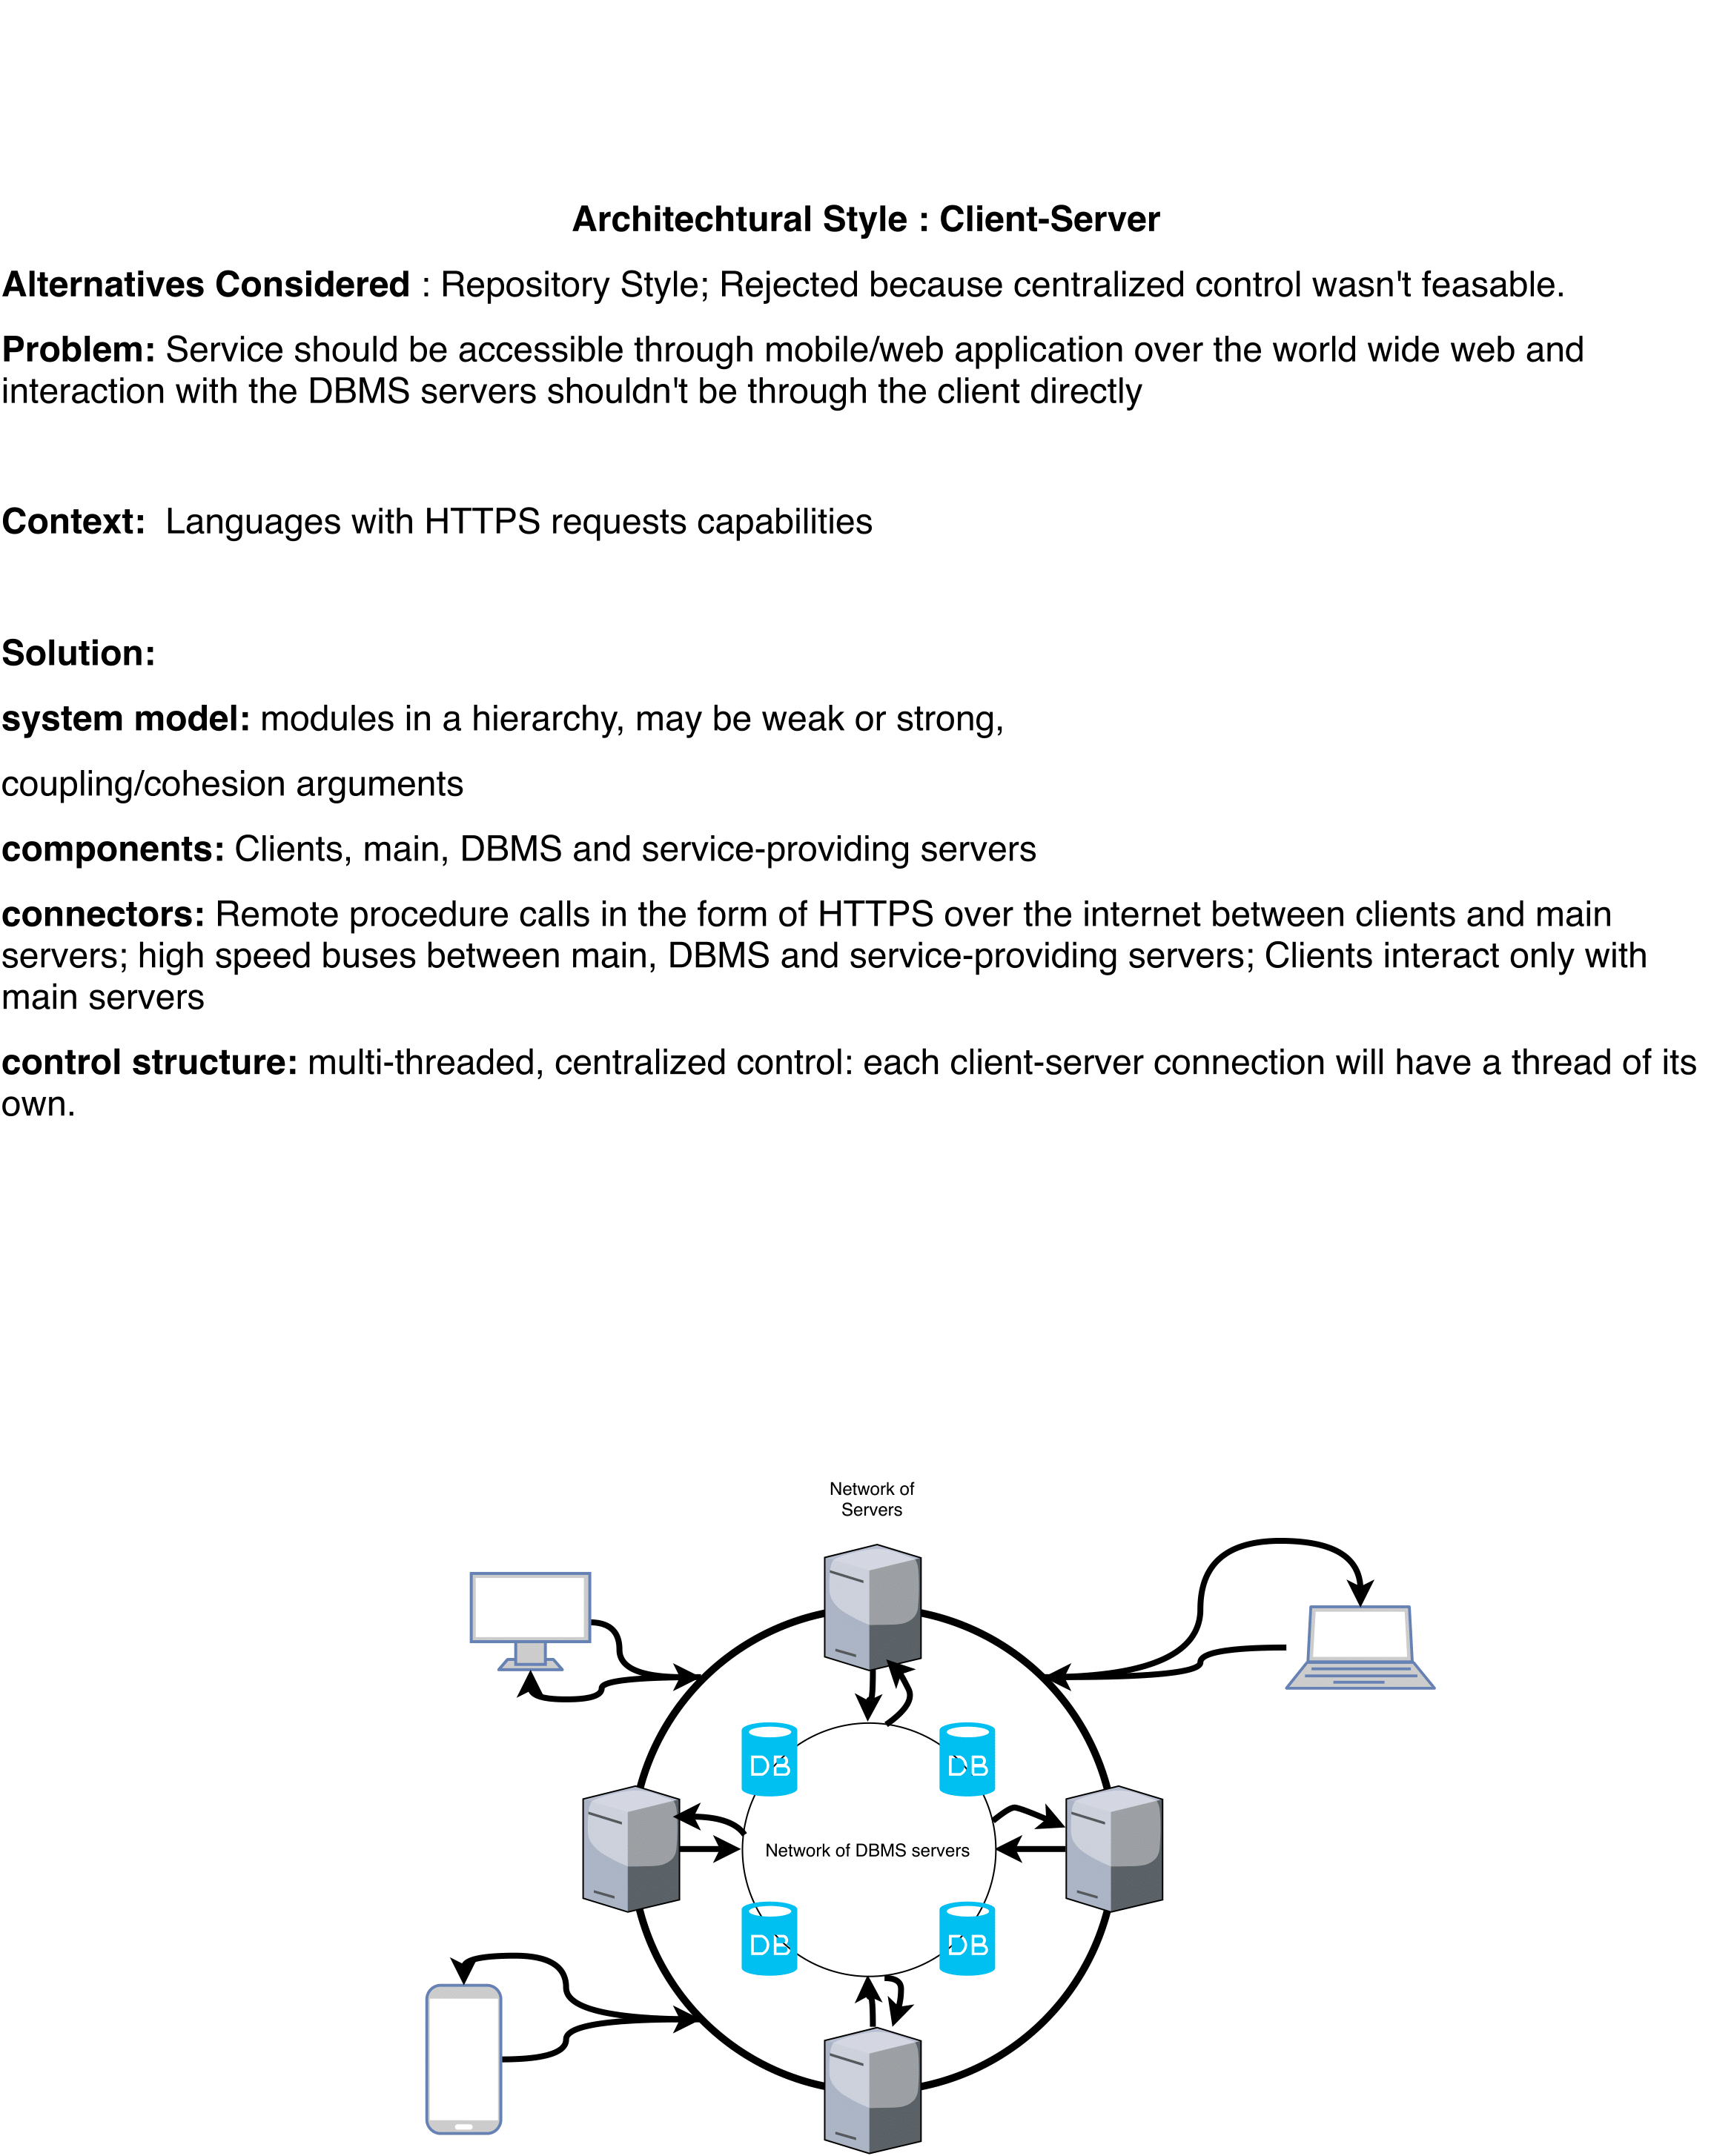 Architechtural Style : Client-Server
Alternatives Considered : Repository Style; Rejected because centralized control wasn't feasable.
Problem: Service should be accessible through mobile/web application over the world wide web and
interaction with the DBMS servers shouldn't be through the client directly
Context:  Languages with HTTPS requests capabilities
Solution:
system model: modules in a hierarchy, may be weak or strong,
coupling/cohesion arguments
components: Clients, main, DBMS and service-providing servers
connectors: Remote procedure calls in the form of HTTPS over the internet between clients and main
servers; high speed buses between main, DBMS and service-providing servers; Clients interact only with
main servers
control structure: multi-threaded, centralized control: each client-server connection will have a thread of its
own.
Network of
Servers
DB
DB
Network of DBMS servers
DB
DB